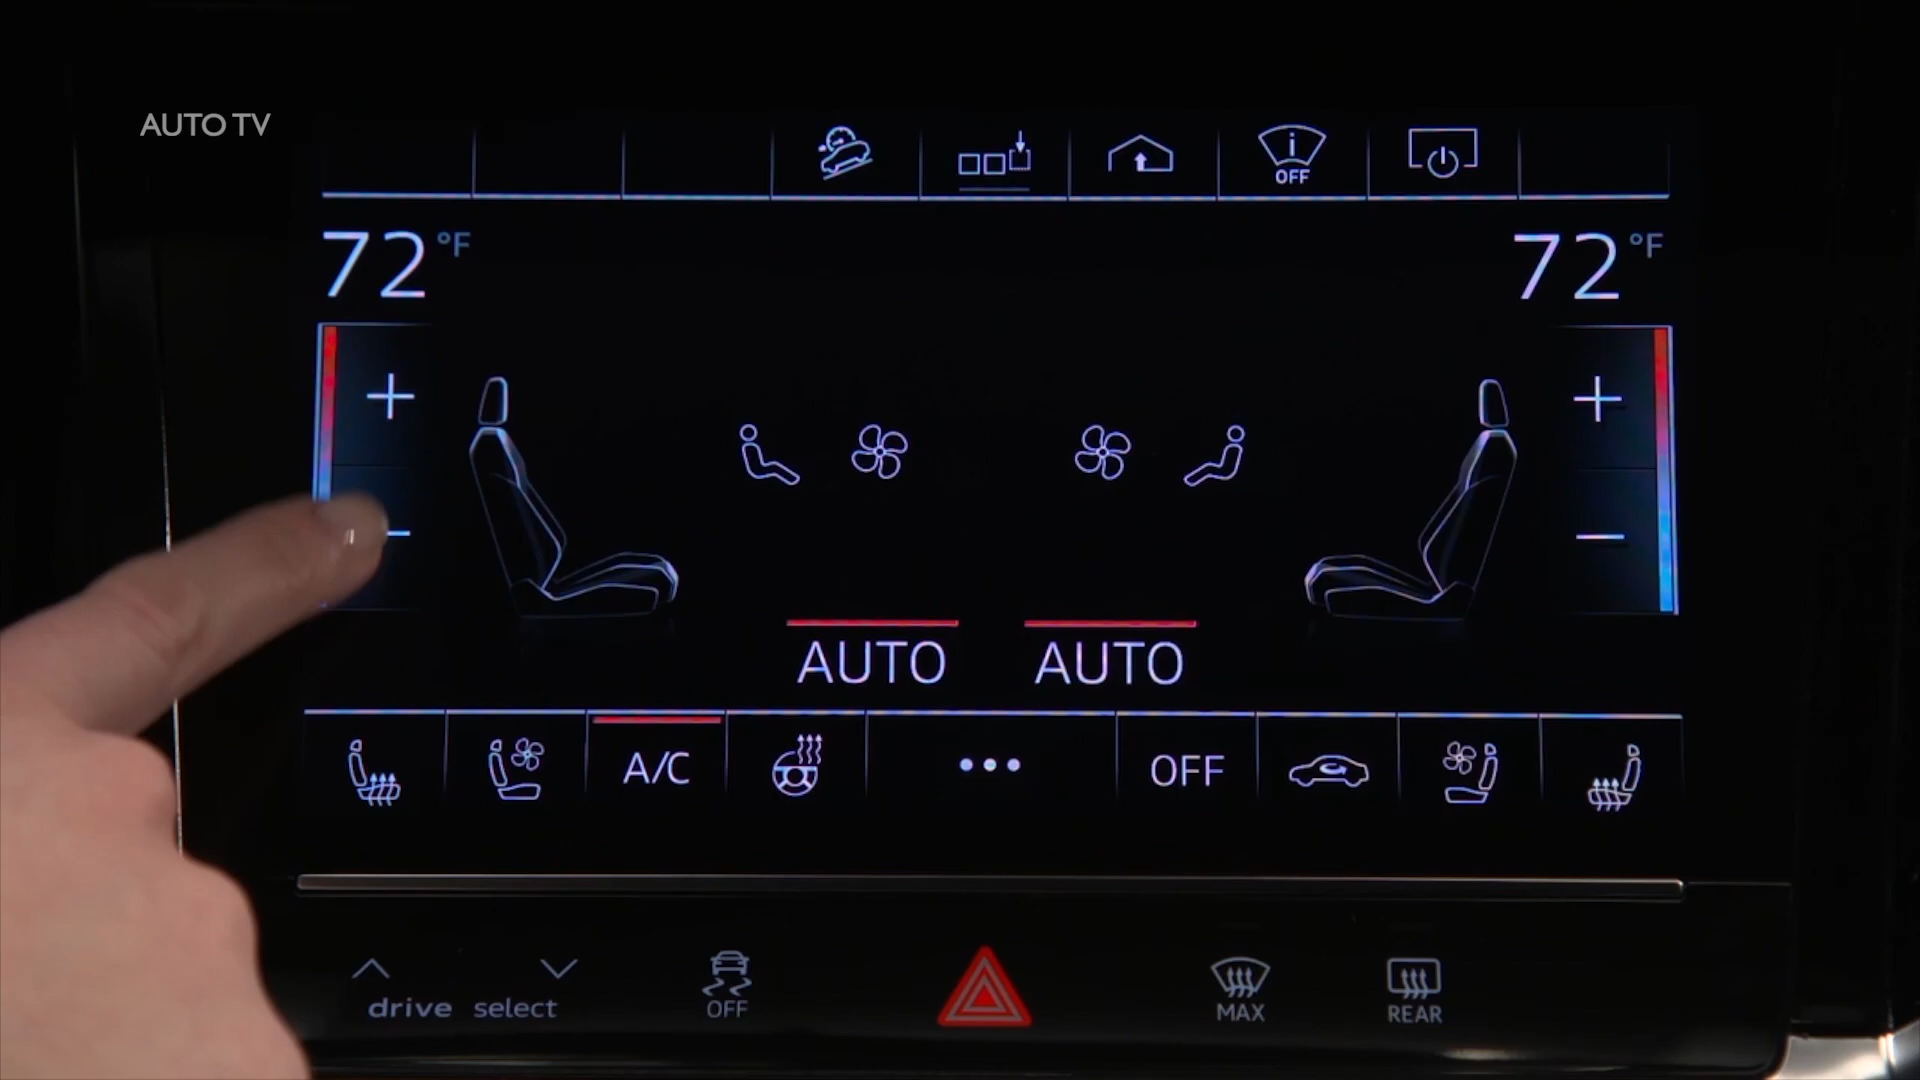 AUTO TV
i
OFF
72 °F
72 °F
+
+
−
−
AUTO
AUTO
A/C
•••
OFF
drive select
OFF
MAX
REAR